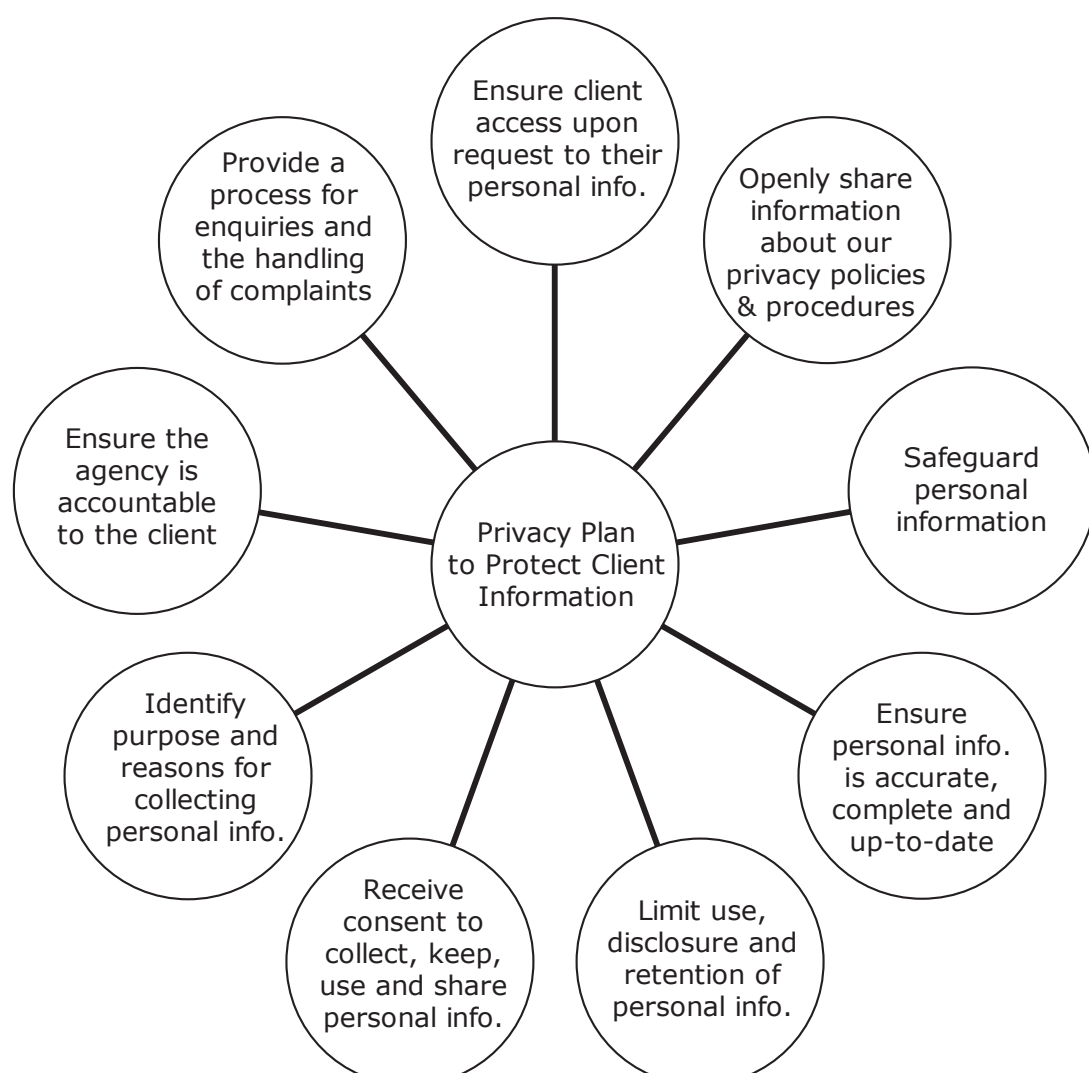 Ensure client
access upon
request to their
personal info.
Provide a
process for
enquiries and
the handling
of complaints
Openly share
information
about our
privacy policies
& procedures
Ensure the
agency is
accountable
to the client
Safeguard
personal
information
Privacy Plan
to Protect Client
Information
Identify
purpose and
reasons for
collecting
personal info.
Ensure
personal info.
is accurate,
complete and
up-to-date
Receive
consent to
collect, keep,
use and share
personal info.
Limit use,
disclosure and
retention of
personal info.